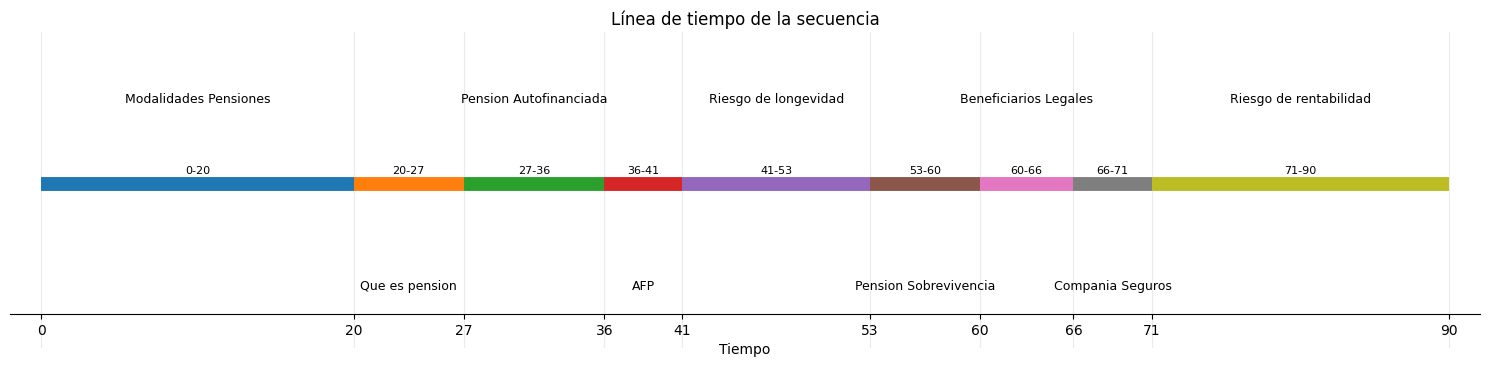 Línea de tiempo de la secuencia
Modalidades Pensiones Pension Autofinanciada Riesgo de longevidad Beneficiarios Legales Riesgo de rentabilidad
0-20 20-27 27-36 36-41 41-53 53-60 60-66 66-71 71-90
Que es pension AFP Pension Sobrevivencia Compania Seguros
0 20 27 36 41 53 60 66 71 90
Tiempo